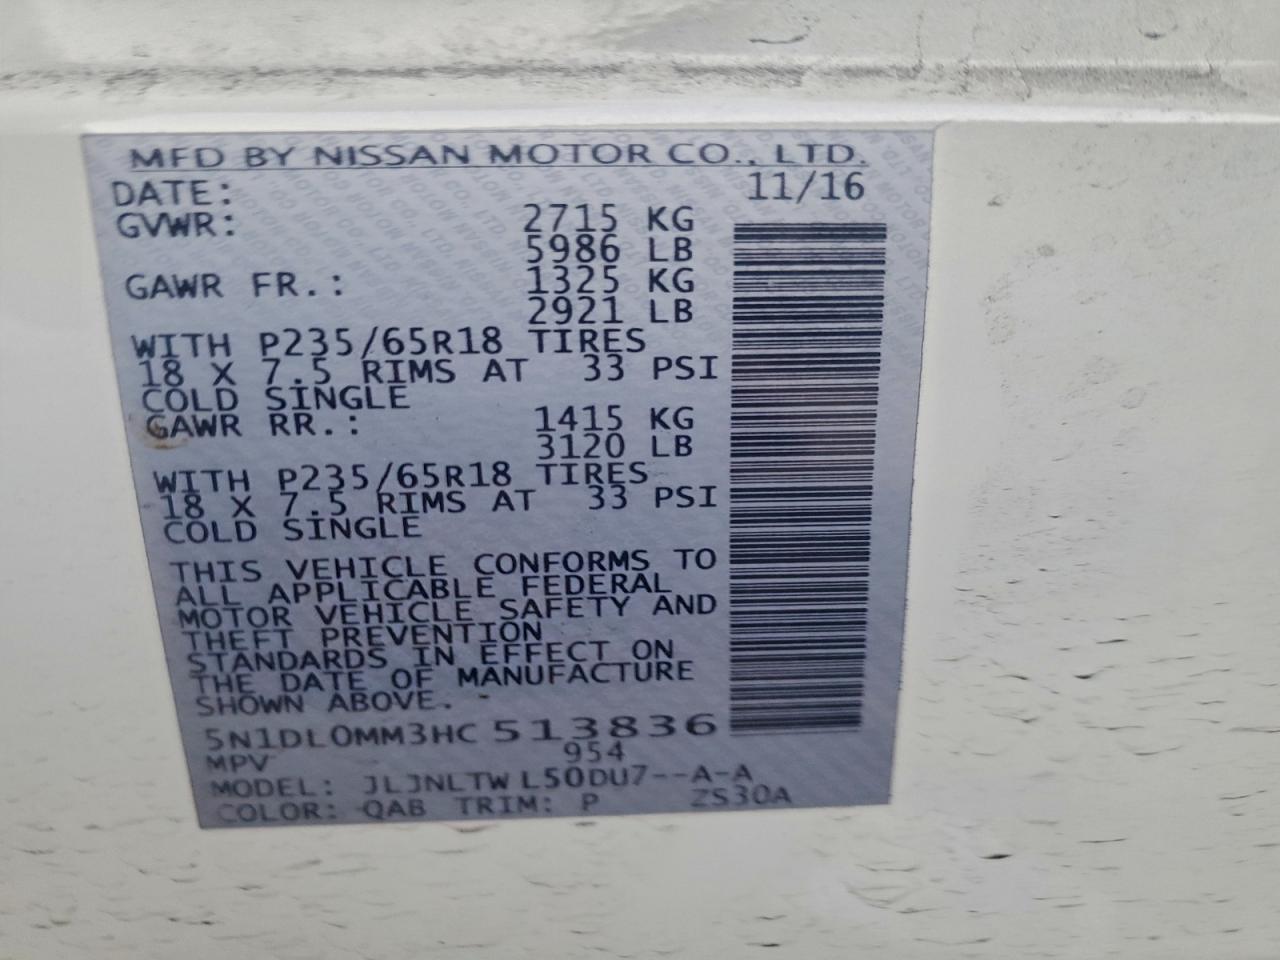 MFD BY NISSAN MOTOR CO., LTD.
DATE: 11/16
GVWR: 2715 KG
5986 LB
GAWR FR.: 1325 KG
2921 LB
WITH P235/65R18 TIRES
18 X 7.5 RIMS AT 33 PSI
COLD SINGLE
GAWR RR.: 1415 KG
3120 LB
WITH P235/65R18 TIRES
18 X 7.5 RIMS AT 33 PSI
COLD SINGLE
THIS VEHICLE CONFORMS TO
ALL APPLICABLE FEDERAL
MOTOR VEHICLE SAFETY AND
THEFT PREVENTION
STANDARDS IN EFFECT ON
THE DATE OF MANUFACTURE
SHOWN ABOVE.
5N1DL0MM3HC 513836
MPV 954
MODEL: JLJNLTW L50DU7--A-A
COLOR: QAB TRIM: P ZS30A